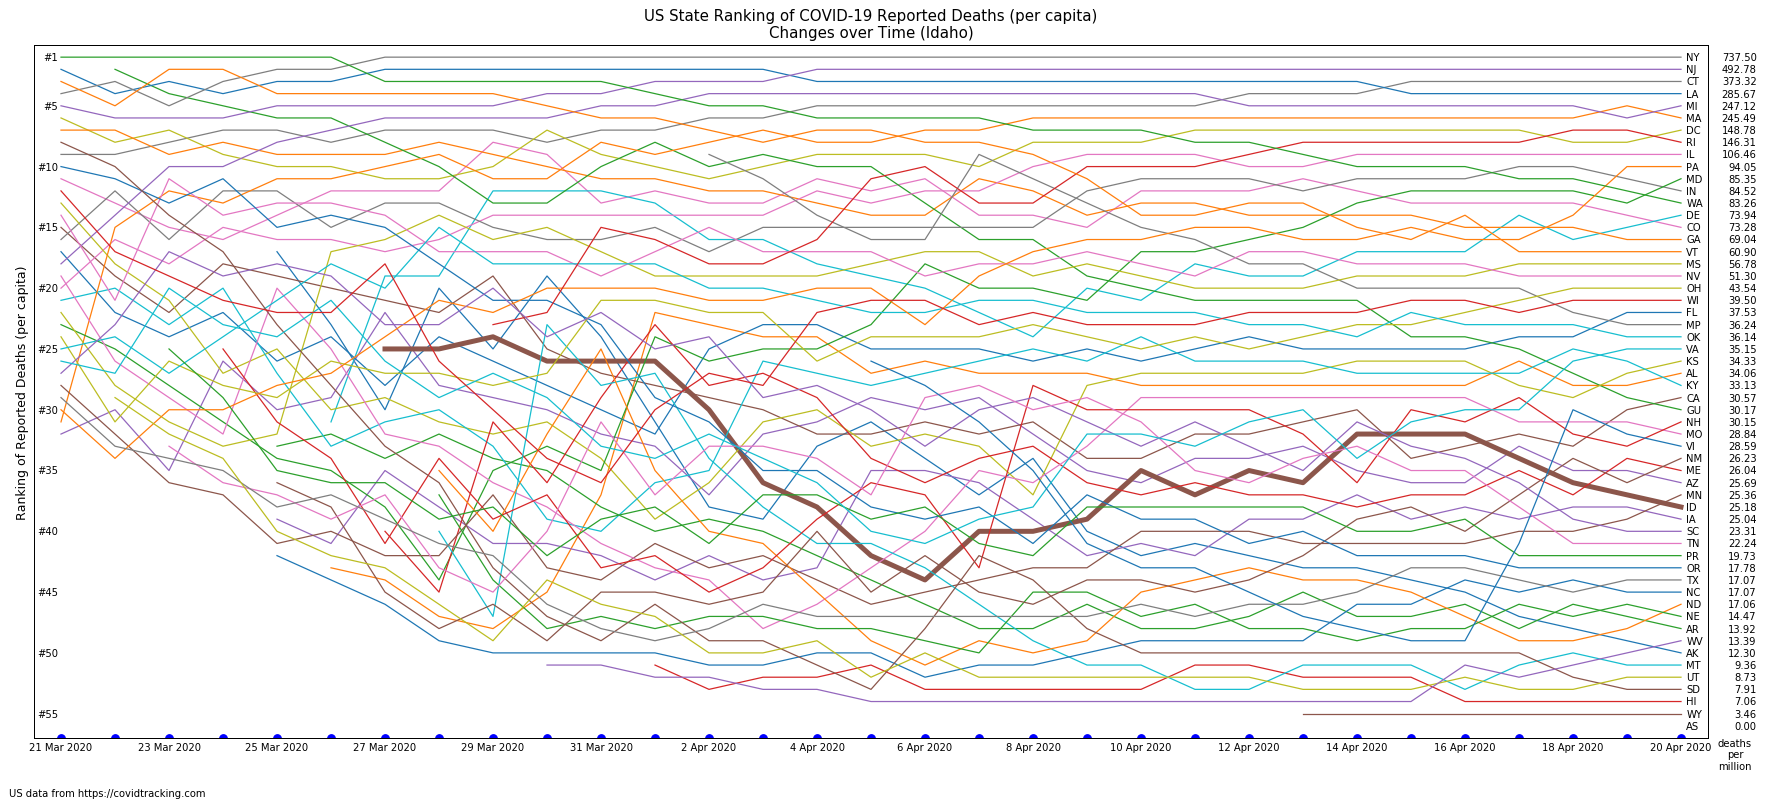 US State Ranking of COVID-19 Reported Deaths (per capita)
Changes over Time (Idaho)
Ranking of Reported Deaths (per capita)
#1
#5
#10
#15
#20
#25
#30
#35
#40
#45
#50
#55
NY 737.50
NJ 492.78
CT 373.32
LA 285.67
MI 247.12
MA 245.49
DC 148.78
RI 146.31
IL 106.46
PA 94.05
MD 85.35
IN 84.52
WA 83.26
DE 73.94
CO 73.28
GA 69.04
VT 60.90
MS 56.78
NV 51.30
OH 43.54
WI 39.50
FL 37.53
MP 36.24
OK 36.14
VA 35.15
KS 34.33
AL 34.06
KY 33.13
CA 30.57
GU 30.17
NH 30.15
MO 28.84
VI 28.59
NM 26.23
ME 26.04
AZ 25.69
MN 25.36
ID 25.18
IA 25.04
SC 23.31
TN 22.24
PR 19.73
OR 17.78
TX 17.07
NC 17.07
ND 17.06
NE 14.47
AR 13.92
WV 13.39
AK 12.30
MT 9.36
UT 8.73
SD 7.91
HI 7.06
WY 3.46
AS 0.00
21 Mar 2020 23 Mar 2020 25 Mar 2020 27 Mar 2020 29 Mar 2020 31 Mar 2020 2 Apr 2020 4 Apr 2020 6 Apr 2020 8 Apr 2020 10 Apr 2020 12 Apr 2020 14 Apr 2020 16 Apr 2020 18 Apr 2020 20 Apr 2020
deaths
per
million
US data from https://covidtracking.com